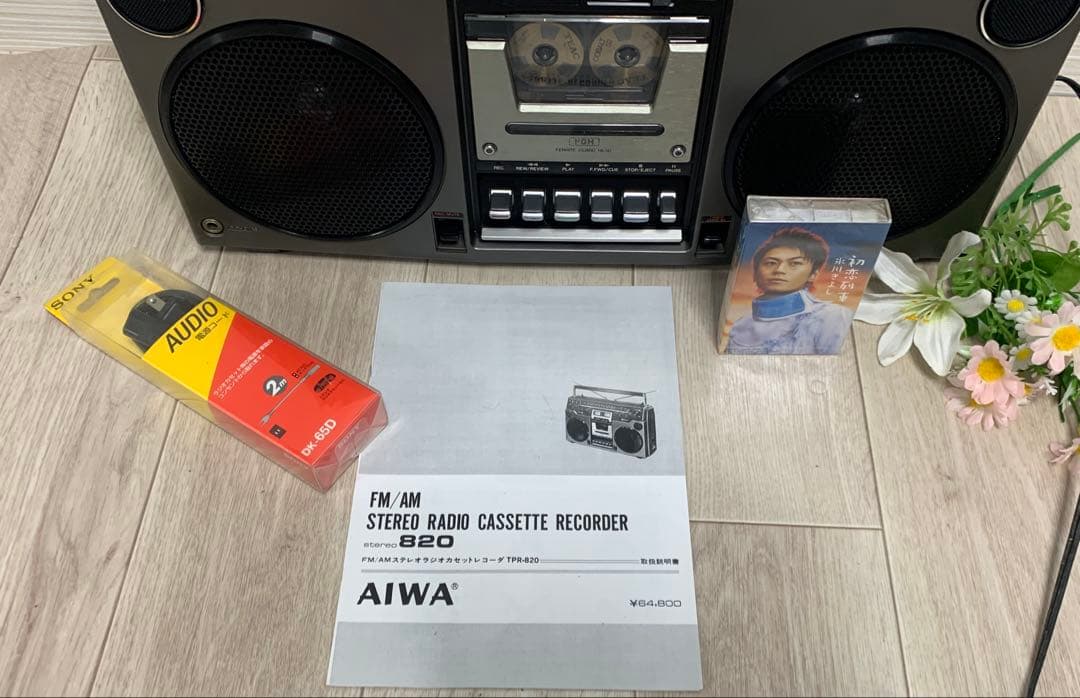 TEAC
COBALT
TEAC
REC
REW/REVIEW
PLAY
F.FWD/CUE
STOP/EJECT
PAUSE
初恋列車
氷川きよし
SONY
AUDIO
電源コード
2m
DK-65D
FM/AM
STEREO RADIO CASSETTE RECORDER
stereo 820
FM/AMステレオラジオカセットレコーダ TPR-820 取扱説明書
AIWA®
¥64,800